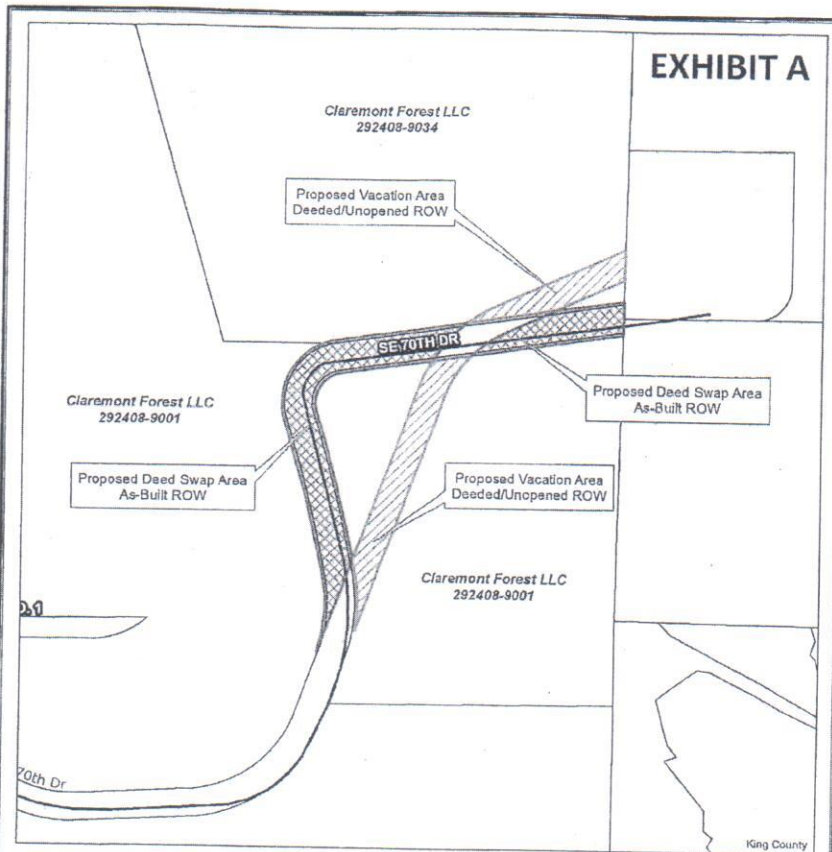 EXHIBIT A
Claremont Forest LLC
292408-9034
Proposed Vacation Area
Deeded/Unopened ROW
SE 70TH DR
Proposed Deed Swap Area
As-Built ROW
Claremont Forest LLC
292408-9001
Proposed Deed Swap Area
As-Built ROW
Proposed Vacation Area
Deeded/Unopened ROW
Claremont Forest LLC
292408-9001
.1
70th Dr
King County